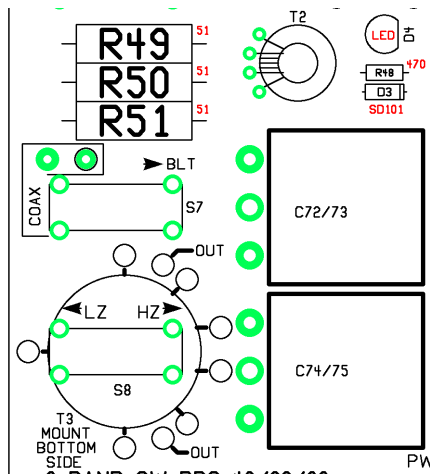 T2
R49 51
LED
D4
R50 51
R48 470
D3
R51 51
SD101
BLT
COAX
S7
C72/73
OUT
LZ HZ
C74/75
S8
T3
MOUNT
BOTTOM
SIDE
OUT
PW